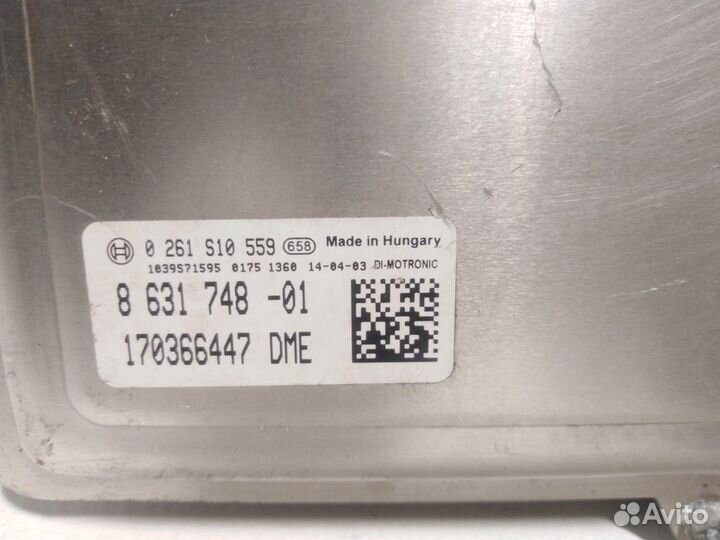 0 261 S10 559 658 Made in Hungary
1039S71595 0175 1360 14-04-03 DI-MOTRONIC
8 631 748 -01
170366447 DME
Avito